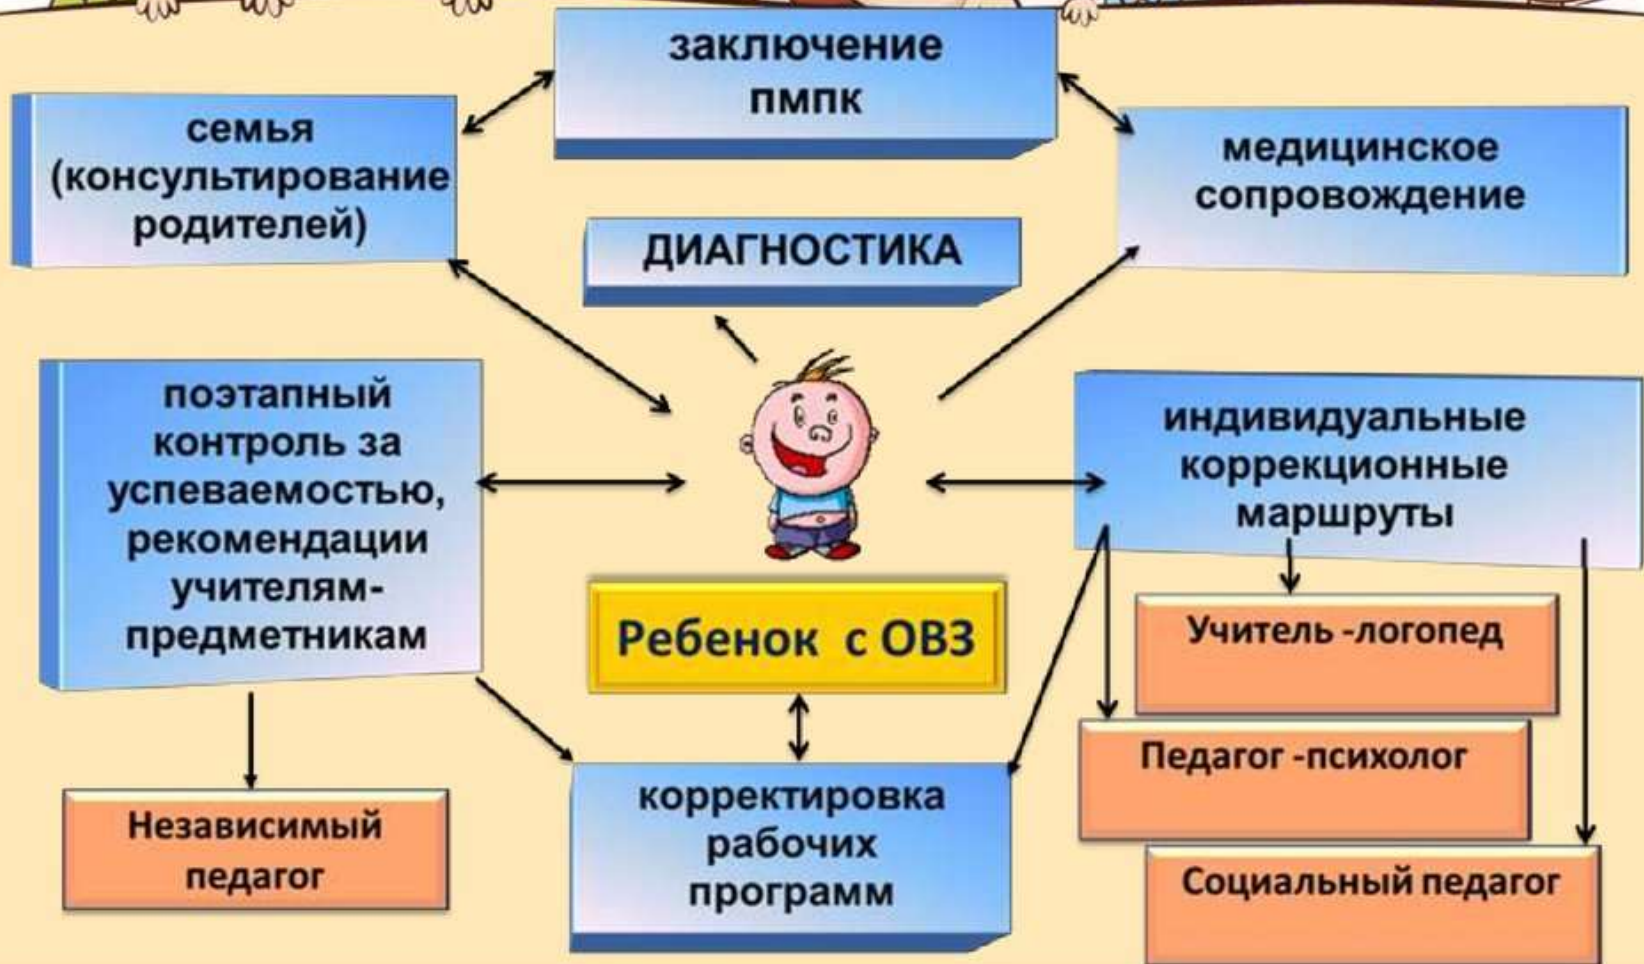 заключение
пмпк
семья
(консультирование
родителей)
медицинское
сопровождение
ДИАГНОСТИКА
поэтапный
контроль за
успеваемостью,
рекомендации
учителям-
предметникам
индивидуальные
коррекционные
маршруты
Ребенок с ОВЗ
Учитель -логопед
Педагог -психолог
Социальный педагог
Независимый
педагог
корректировка
рабочих
программ